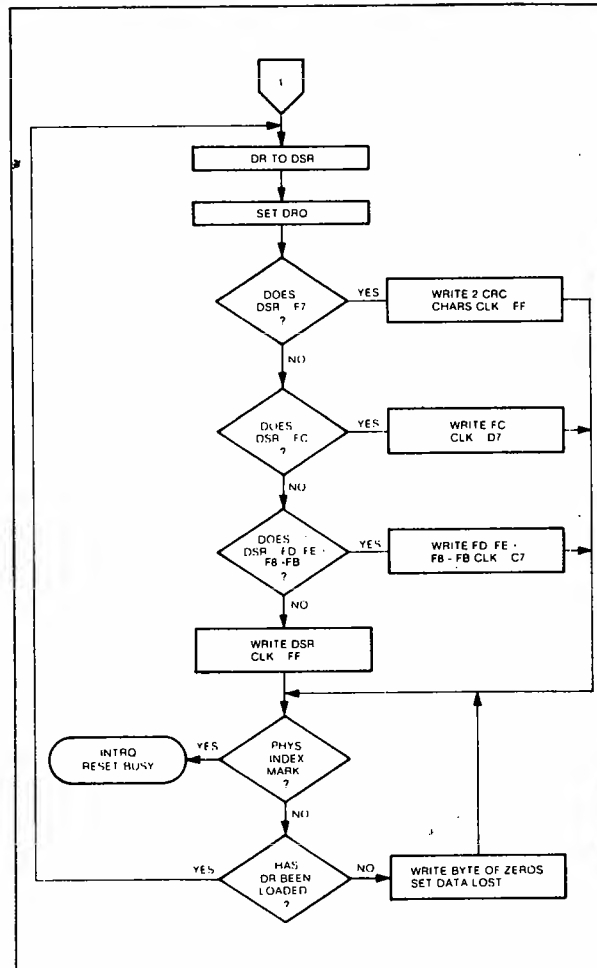 1
DR TO DSR
SET DRQ
DOES
DSR F7
?
YES
WRITE 2 CRC
CHARS CLK FF
NO
DOES
DSR FC
?
YES
WRITE FC
CLK D7
NO
DOES
DSR FD FE -
F8 -FB
?
YES
WRITE FD FE -
F8 - FB CLK C7
NO
WRITE DSR
CLK FF
PHYS
INDEX
MARK
?
YES
INTRQ
RESET BUSY
NO
HAS
DR BEEN
LOADED
?
YES
NO
WRITE BYTE OF ZEROS
SET DATA LOST